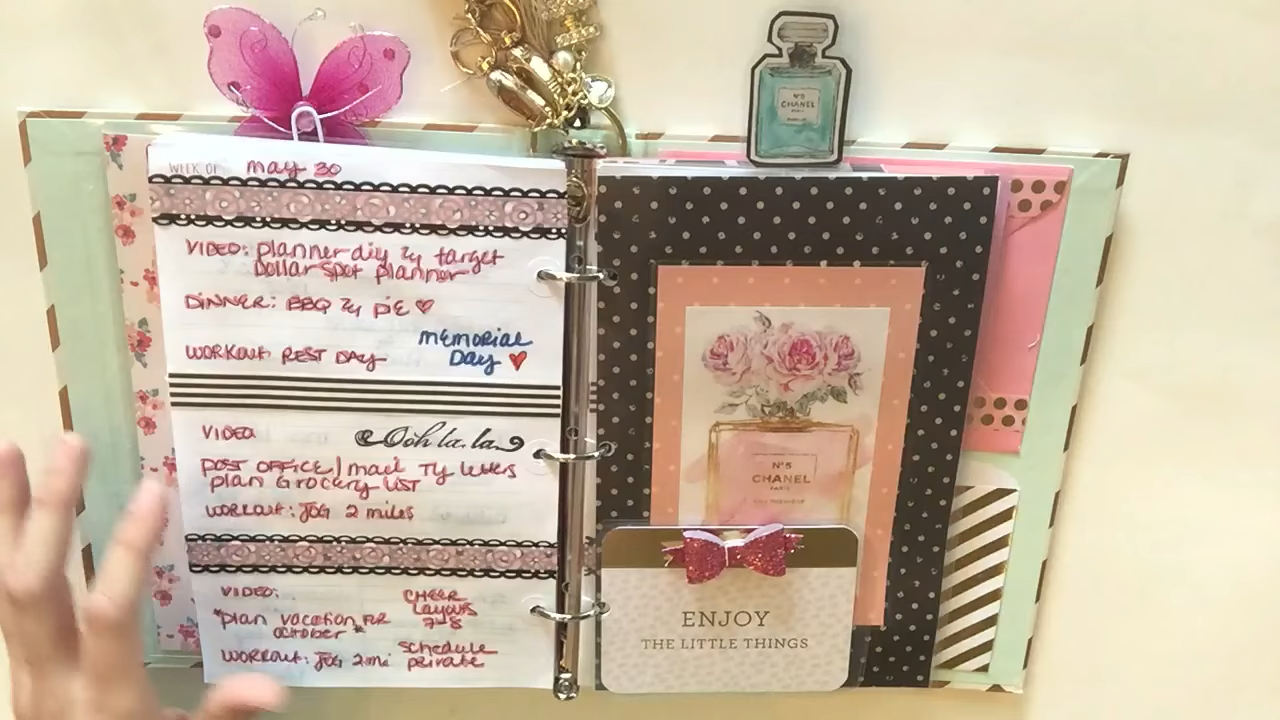 WEEK OF may 30
VIDEO: planner diy w/ target
Dollar spot planner
DINNER: BBQ w/ pie
WORKOUT: REST DAY
MEMORIAL
DAY
VIDEO
Ooh la la
POST OFFICE/mail TY letters
plan Grocery LIST
WORKOUT: JOG 2 miles
VIDEO:
*plan vacation FOR
October*
WORKOUT: JOG 2mi
CHEER
Layous
7-8
schedule
private
N°5
CHANEL
PARIS
N°5
CHANEL
PARIS
ENJOY
THE LITTLE THINGS